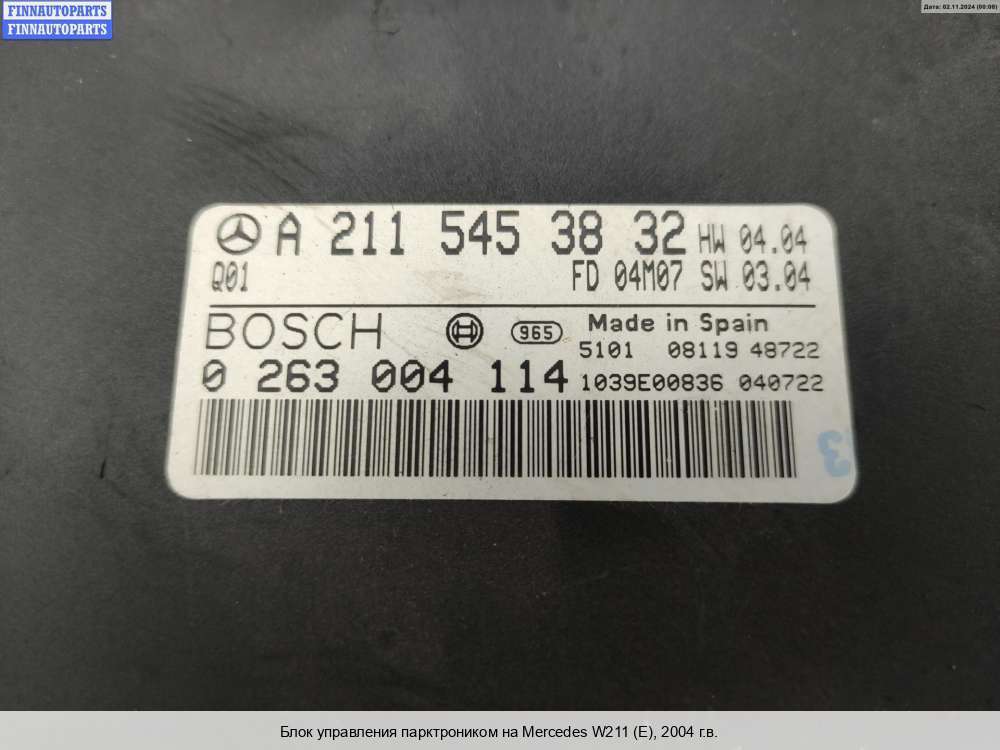 FINNAUTOPARTS
FINNAUTOPARTS
Дата: 02.11.2024 (00:00)
A 211 545 38 32 HW 04.04
Q01 FD 04M07 SW 03.04
BOSCH 965 Made in Spain
5101 08119 48722
0 263 004 114 1039E00836 040722
3
Блок управления парктроником на Mercedes W211 (E), 2004 г.в.